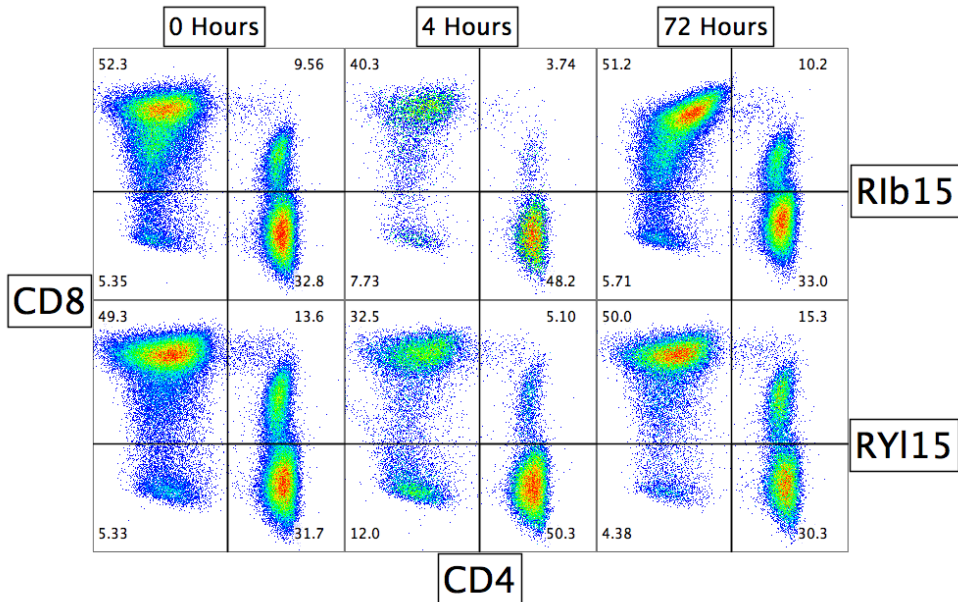 0 Hours 4 Hours 72 Hours
52.3 9.56 40.3 3.74 51.2 10.2
RIb15
5.35 32.8 7.73 48.2 5.71 33.0
CD8
49.3 13.6 32.5 5.10 50.0 15.3
RYl15
5.33 31.7 12.0 50.3 4.38 30.3
CD4